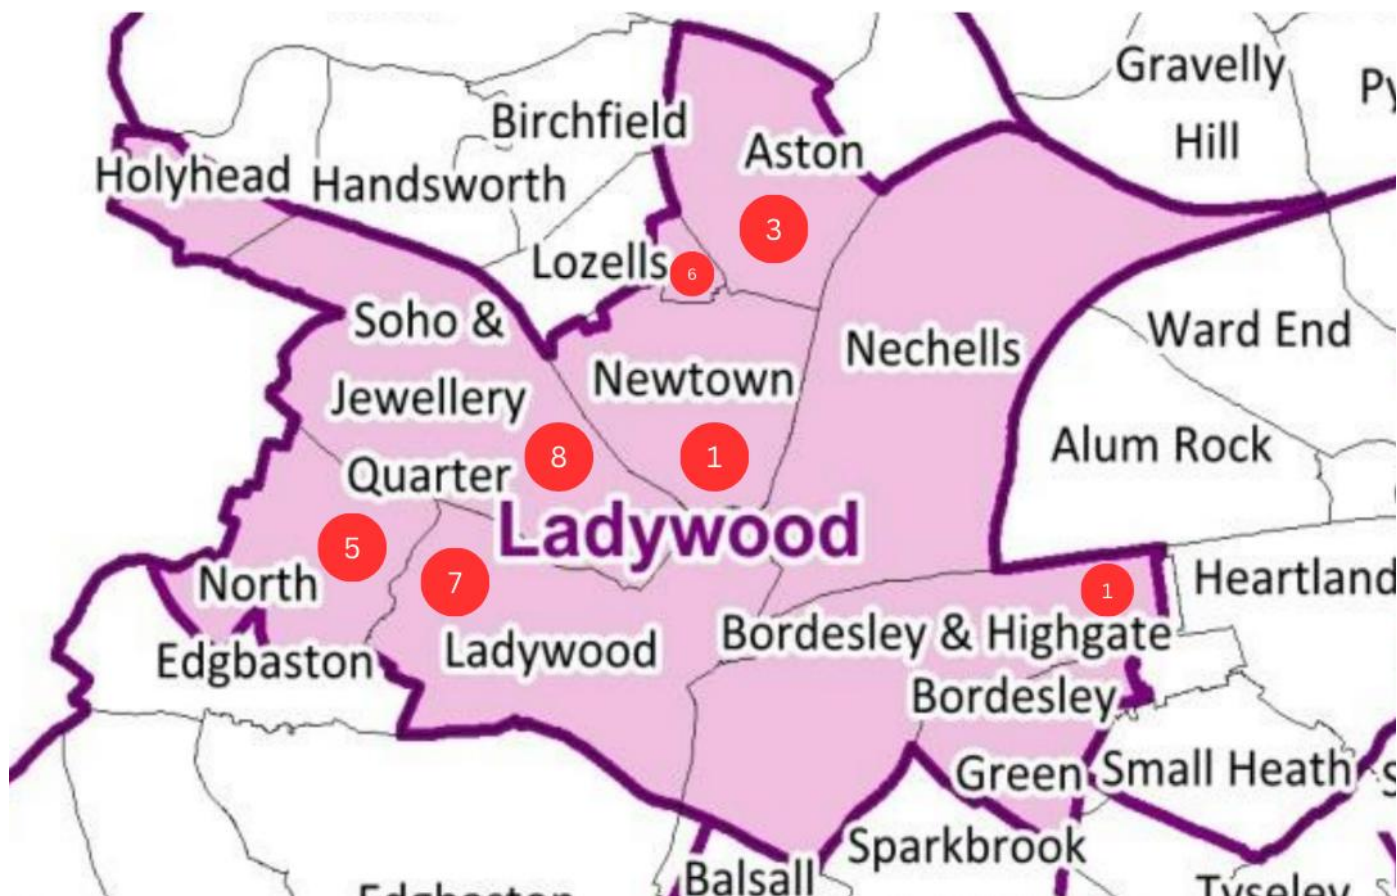 Gravelly
Hill
Py
Birchfield
Aston
Holyhead
Handsworth
3
Lozells
6
Soho &
Ward End
Nechells
Newtown
Jewellery
Alum Rock
8
1
Quarter
Ladywood
5
7
North
1
Heartland
Bordesley & Highgate
Ladywood
Edgbaston
Bordesley
Green
Small Heath
S
Sparkbrook
Balsall
Edgbaston
Tyseley